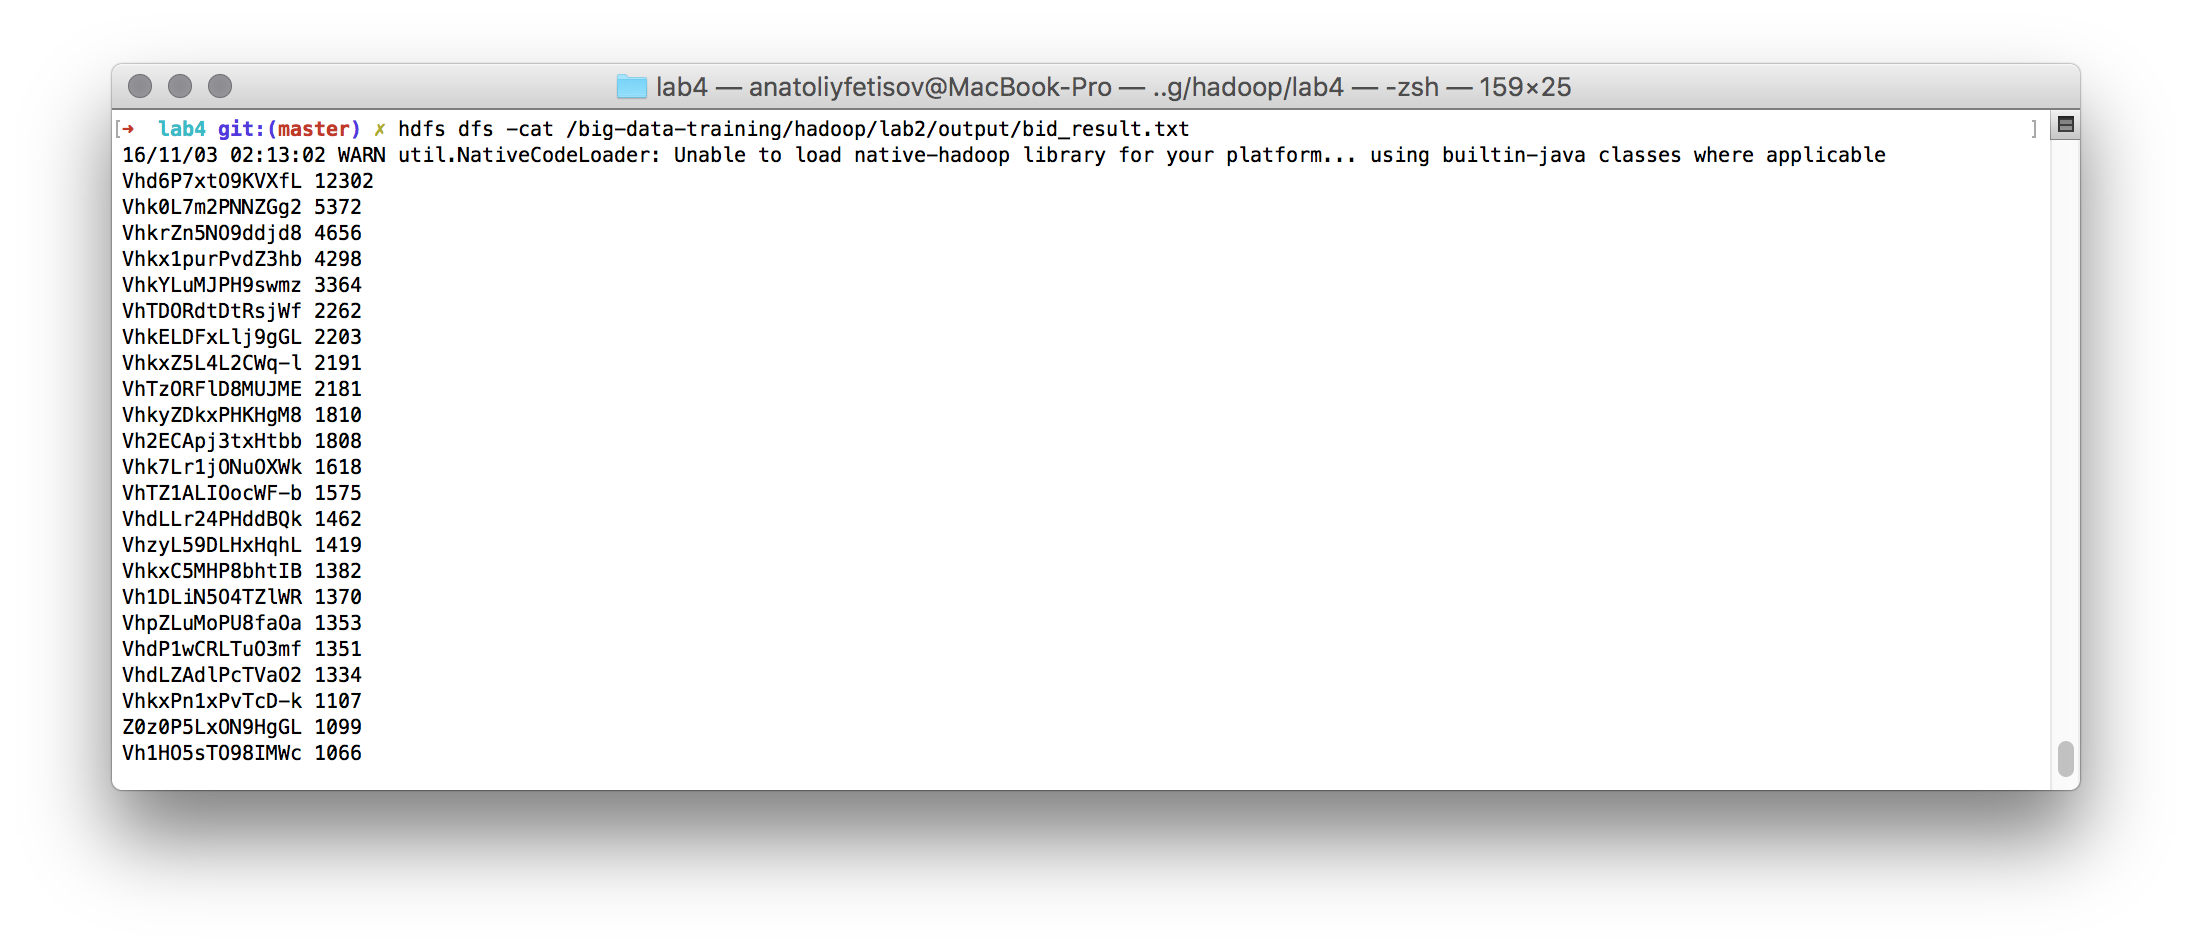 lab4 — anatoliyfetisov@MacBook-Pro — ..g/hadoop/lab4 — -zsh — 159×25
[➜  lab4 git:(master) ✗ hdfs dfs -cat /big-data-training/hadoop/lab2/output/bid_result.txt ]
16/11/03 02:13:02 WARN util.NativeCodeLoader: Unable to load native-hadoop library for your platform... using builtin-java classes where applicable
Vhd6P7xtO9KVXfL 12302
Vhk0L7m2PNNZGg2 5372
VhkrZn5NO9ddjd8 4656
Vhkx1purPvdZ3hb 4298
VhkYLuMJPH9swmz 3364
VhTDORdtDtRsjWf 2262
VhkELDFxLlj9gGL 2203
VhkxZ5L4L2CWq-l 2191
VhTzORFlD8MUJME 2181
VhkyZDkxPHKHgM8 1810
Vh2ECApj3txHtbb 1808
Vhk7Lr1jONuOXWk 1618
VhTZ1ALIOocWF-b 1575
VhdLLr24PHddBQk 1462
VhzyL59DLHxHqhL 1419
VhkxC5MHP8bhtIB 1382
Vh1DLiN5O4TZlWR 1370
VhpZLuMoPU8faOa 1353
VhdP1wCRLTuO3mf 1351
VhdLZAdlPcTVaO2 1334
VhkxPn1xPvTcD-k 1107
Z0z0P5LxON9HgGL 1099
Vh1HO5sTO98IMWc 1066